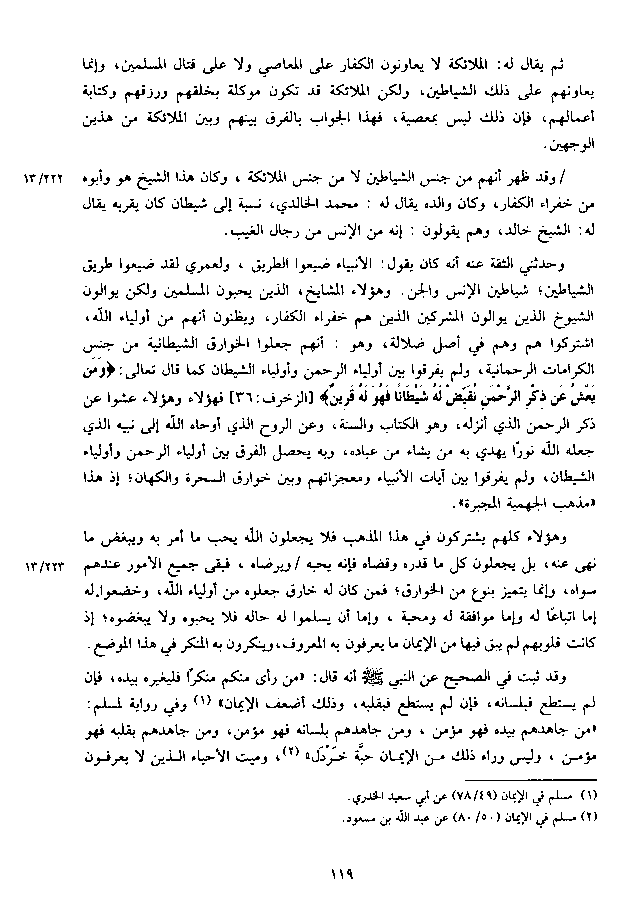 ثم يقال له: الملائكة لا يعاونون الكفار على المعاصي ولا على قتال المسلمين، وإنما
يعاونهم على ذلك الشياطين، ولكن الملائكة قد تكون موكلة بخلقهم ورزقهم وكتابة
أعمالهم، فإن ذلك ليس بمعصية، فهذا الجواب بالفرق بينهم وبين الملائكة من هذين
الوجهين.
١٣/٢٢٢ / وقد ظهر أنهم من جنس الشياطين لا من جنس الملائكة ، وكان هذا الشيخ هو وأبوه
من خفراء الكفار، وكان والده يقال له : محمد الخالدي، نسبة إلى شيطان كان يقربه يقال
له: الشيخ خالد، وهم يقولون : إنه من الإنس من رجال الغيب.
وحدثني الثقة عنه أنه كان يقول: الأنبياء ضيعوا الطريق ، ولعمري لقد ضيعوا طريق
الشياطين؛ شياطين الإنس والجن. وهؤلاء المشايخ، الذين يحبون المسلمين ولكن يوالون
الشيوخ الذين يوالون المشركين الذين هم خفراء الكفار، ويظنون أنهم من أولياء الله،
اشتركوا هم وهم في أصل ضلالة، وهو : أنهم جعلوا الخوارق الشيطانية من جنس
الكرامات الرحمانية، ولم يفرقوا بين أولياء الرحمن وأولياء الشيطان كما قال تعالى: ﴿وَمَن
يَعْشُ عَن ذِكْرِ الرَّحْمَنِ نُقَيِّضْ لَهُ شَيْطَانًا فَهُوَ لَهُ قَرِينٌ﴾ [الزخرف: ٣٦] فهؤلاء وهؤلاء عشوا عن
ذكر الرحمن الذي أنزله، وهو الكتاب والسنة، وعن الروح الذي أوحاه الله إلى نبيه الذي
جعله الله نورًا يهدي به من يشاء من عباده، وبه يحصل الفرق بين أولياء الرحمن وأولياء
الشيطان، ولم يفرقوا بين آيات الأنبياء ومعجزاتهم وبين خوارق السحرة والكهان؛ إذ هذا
«مذهب الجهمية المجبرة».
وهؤلاء كلهم يشتركون في هذا المذهب فلا يجعلون الله يحب ما أمر به ويبغض ما
١٣/٢٢٣ نهى عنه، بل يجعلون كل ما قدره وقضاه فإنه يحبه /ويرضاه ، فبقى جميع الأمور عندهم
سواء، وإنما يتميز بنوع من الخوارق؛ فمن كان له خارق جعلوه من أولياء الله، وخضعوا له
إما اتباعًا له وإما موافقة له ومحبة ، وإما أن يسلموا له حاله فلا يحبوه ولا يبغضوه؛ إذ
كانت قلوبهم لم يبق فيها من الإيمان ما يعرفون به المعروف، وينكرون به المنكر في هذا الموضع.
وقد ثبت في الصحيح عن النبي ﷺ أنه قال: «من رأى منكم منكرًا فليغيره بيده، فإن
لم يستطع فبلسانه، فإن لم يستطع فبقلبه، وذلك أضعف الإيمان» (١) وفي رواية لمسلم:
«من جاهدهم بيده فهو مؤمن ، ومن جاهدهم بلسانه فهو مؤمن، ومن جاهدهم بقلبه فهو
مؤمن ، وليس وراء ذلك من الإيمان حبَّة خَرْدَل» (٢)، وميت الأحياء الذين لا يعرفون
(١) مسلم في الإيمان (٧٨/٤٩) عن أبي سعيد الخدري.
(٢) مسلم في الإيمان (٨٠/٥٠) عن عبد الله بن مسعود.
١١٩